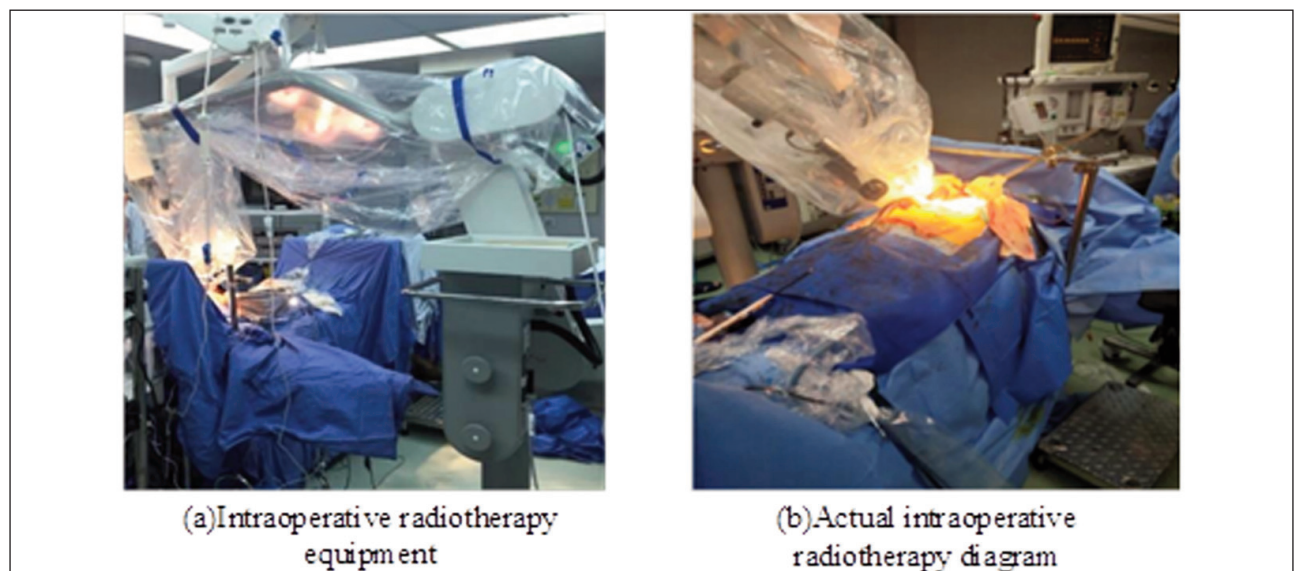 (a)Intraoperative radiotherapy
equipment
(b)Actual intraoperative
radiotherapy diagram